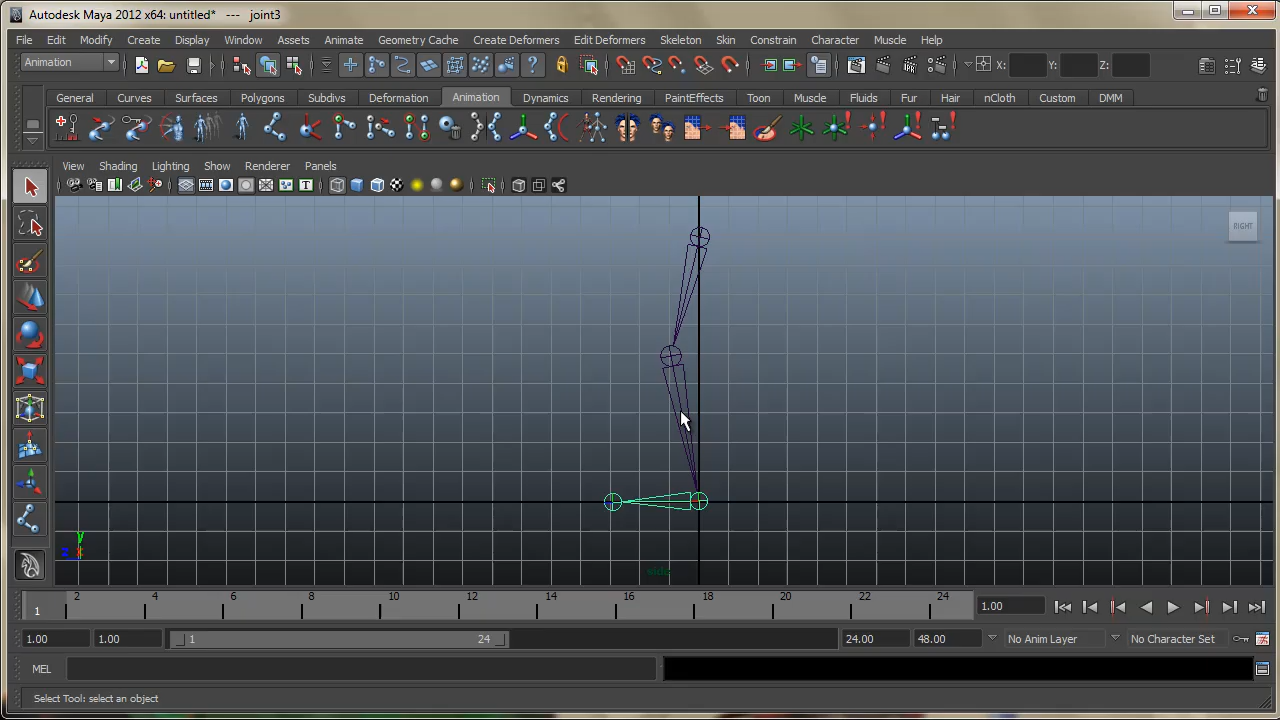 Autodesk Maya 2012 x64: untitled* --- joint3
File Edit Modify Create Display Window Assets Animate Geometry Cache Create Deformers Edit Deformers Skeleton Skin Constrain Character Muscle Help
Animation X: Y: Z:
General Curves Surfaces Polygons Subdivs Deformation Animation Dynamics Rendering PaintEffects Toon Muscle Fluids Fur Hair nCloth Custom DMM
View Shading Lighting Show Renderer Panels
RIGHT
y
z x
side
1 2 4 6 8 10 12 14 16 18 20 22 24 1.00
1.00 1.00 1 24 24.00 48.00 No Anim Layer No Character Set
MEL
Select Tool: select an object